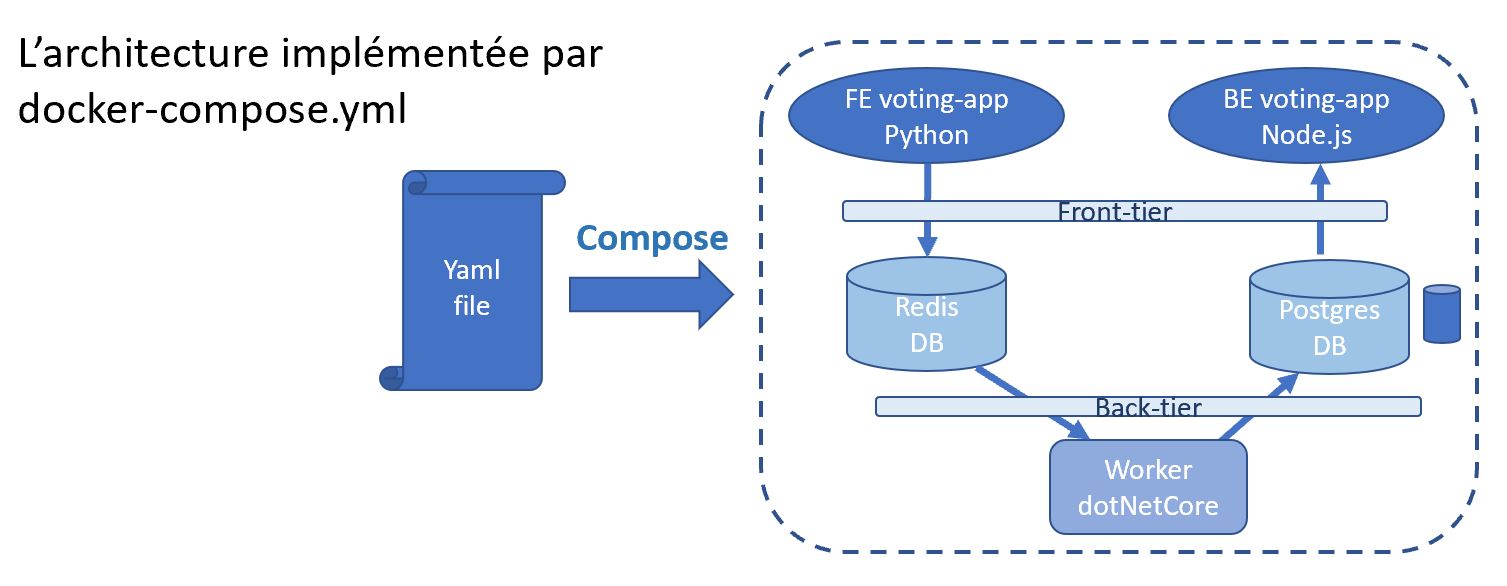 L’architecture implémentée par
docker-compose.yml
Yaml
file
Compose
FE voting-app
Python
BE voting-app
Node.js
Front-tier
Redis
DB
Postgres
DB
Back-tier
Worker
dotNetCore